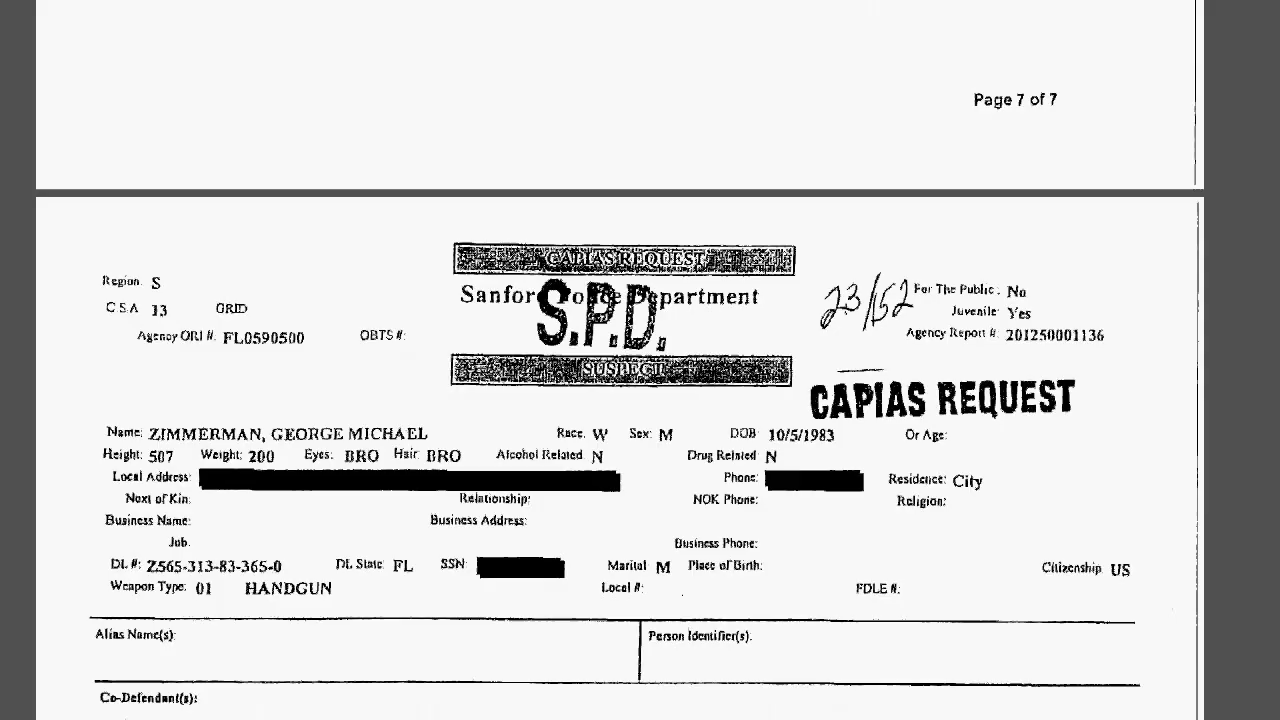 Page 7 of 7
CAPIAS REQUEST
Region: S
Sanford Police Department
S.P.D.
23/152 For The Public: No
C.S.A 13 GRID
Juvenile: Yes
Agency ORI #: FL0590500 OBTS #:
Agency Report #: 201250001136
SUSPECT
CAPIAS REQUEST
Name: ZIMMERMAN, GEORGE MICHAEL Race: W Sex: M DOB 10/5/1983 Or Age:
Height: 507 Weight: 200 Eyes: BRO Hair: BRO Alcohol Related N Drug Related N
Local Address: Phone: Residence: City
Next of Kin: Relationship: NOK Phone: Religion:
Business Name: Business Address:
Job. Business Phone:
DL #: Z565-313-83-365-0 DL State: FL SSN: Marital M Place of Birth: Citizenship US
Weapon Type: 01 HANDGUN Local #: FDLE #:
Alias Name(s): Person Identifier(s).
Co-Defendant(s):